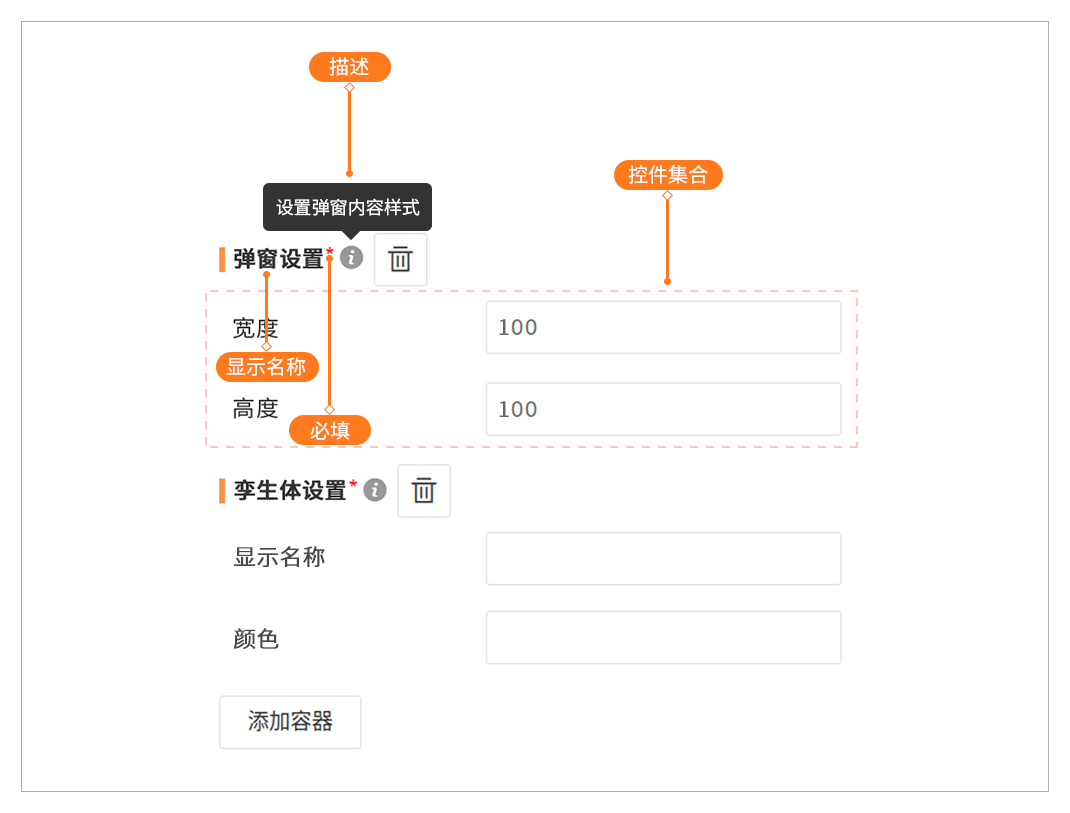 描述
控件集合
设置弹窗内容样式
弹窗设置*
宽度
100
显示名称
高度
100
必填
孪生体设置*
显示名称
颜色
添加容器